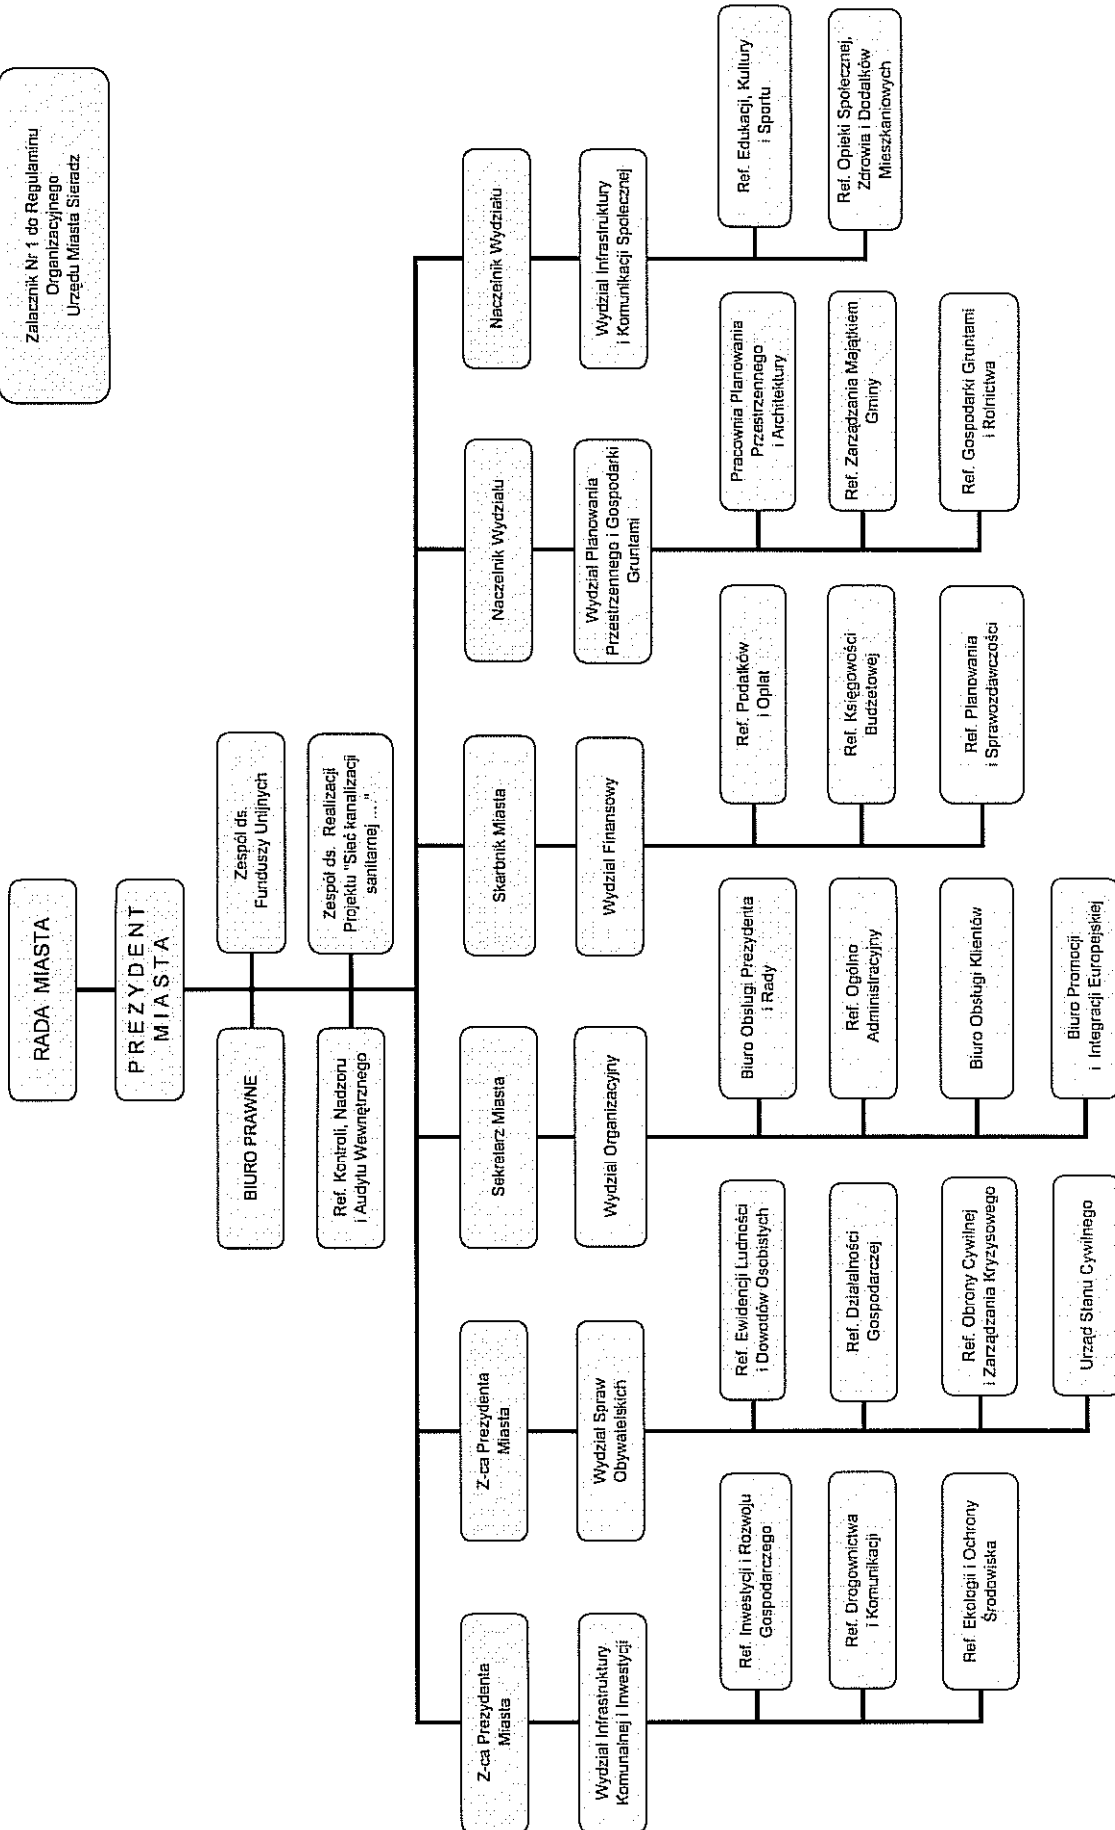 Zalacznik Nr 1 do Regulaminu
Organizacyjnego
Urzędu Miasta Sieradz
RADA MIASTA
PREZYDENT
MIASTA
BIURO PRAWNE
Zespół ds.
Funduszy Unijnych
Ref. Kontroli, Nadzoru
i Audytu Wewnętrznego
Zespół ds. Realizacji
Projektu "Sieć kanalizacji
sanitarnej ...."
Z-ca Prezydenta
Miasta
Wydział Infrastruktury
Komunalnej i Inwestycji
Ref. Inwestycji i Rozwoju
Gospodarczego
Ref. Drogownictwa
i Komunikacji
Ref. Ekologii i Ochrony
Środowiska
Z-ca Prezydenta
Miasta
Wydział Spraw
Obywatelskich
Ref. Ewidencji Ludności
i Dowodów Osobistych
Ref. Działalności
Gospodarczej
Ref. Obrony Cywilnej
i Zarządzania Kryzysowego
Urząd Stanu Cywilnego
Sekretarz Miasta
Wydział Organizacyjny
Biuro Obsługi Prezydenta
i Rady
Ref. Ogólno
Administracyjny
Biuro Obsługi Klientów
Biuro Promocji
i Integracji Europejskiej
Skarbnik Miasta
Wydział Finansowy
Ref. Podatków
i Opłat
Ref. Księgowości
Budżetowej
Ref. Planowania
i Sprawozdawczości
Naczelnik Wydziału
Wydział Planowania
Przestrzennego i Gospodarki
Gruntami
Pracownia Planowania
Przestrzennego
i Architektury
Ref. Zarządzania Majątkiem
Gminy
Ref. Gospodarki Gruntami
i Rolnictwa
Naczelnik Wydziału
Wydział Infrastruktury
i Komunikacji Społecznej
Ref. Edukacji, Kultury
i Sportu
Ref. Opieki Społecznej,
Zdrowia i Dodatków
Mieszkaniowych